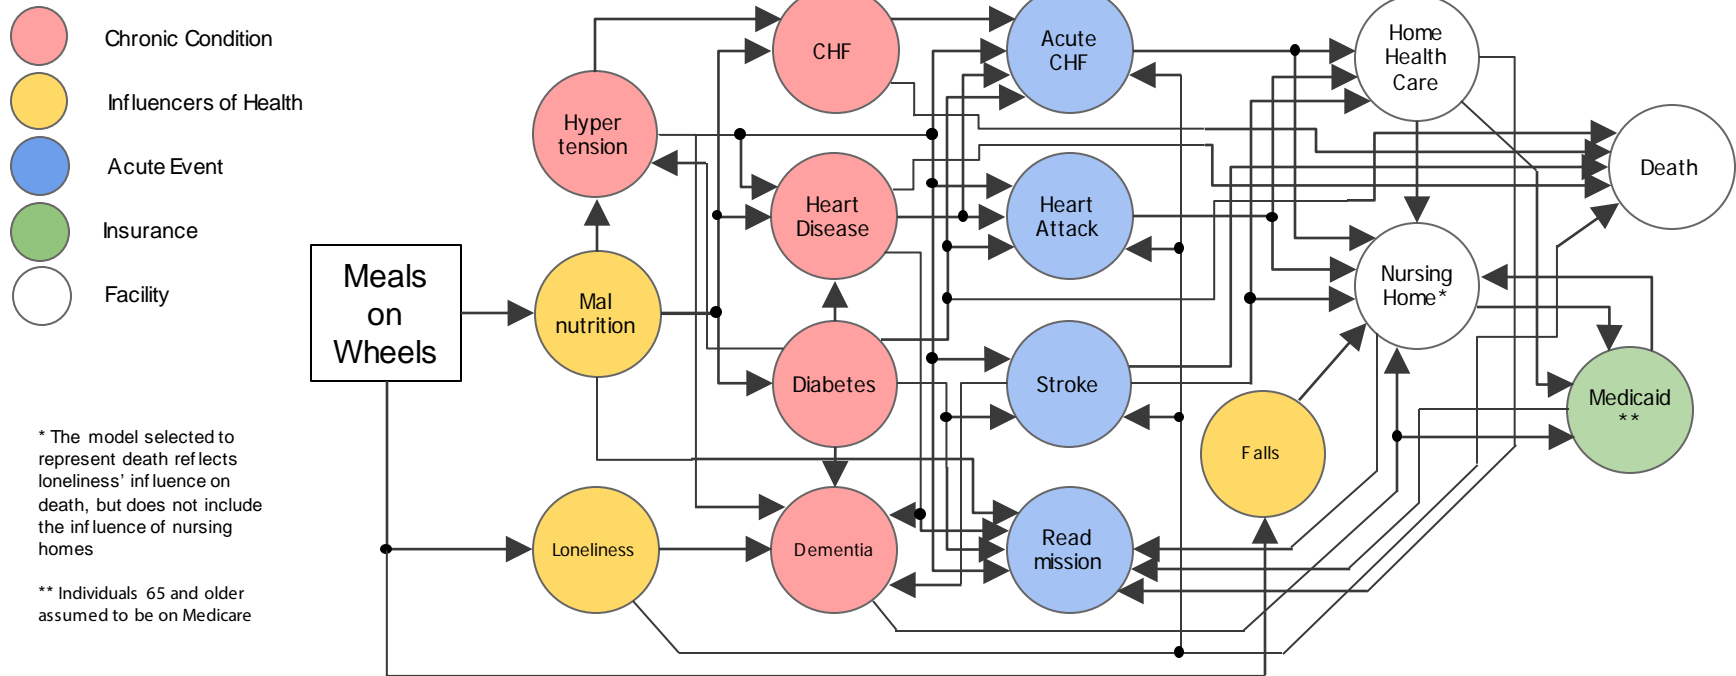 Chronic Condition
Influencers of Health
Acute Event
Insurance
Facility
* The model selected to
represent death reflects
loneliness' influence on
death, but does not include
the influence of nursing
homes
** Individuals 65 and older
assumed to be on Medicare
Meals
on
Wheels
Hyper
tension
Mal
nutrition
Loneliness
CHF
Heart
Disease
Diabetes
Dementia
Acute
CHF
Heart
Attack
Stroke
Read
mission
Falls
Home
Health
Care
Nursing
Home*
Death
Medicaid
**